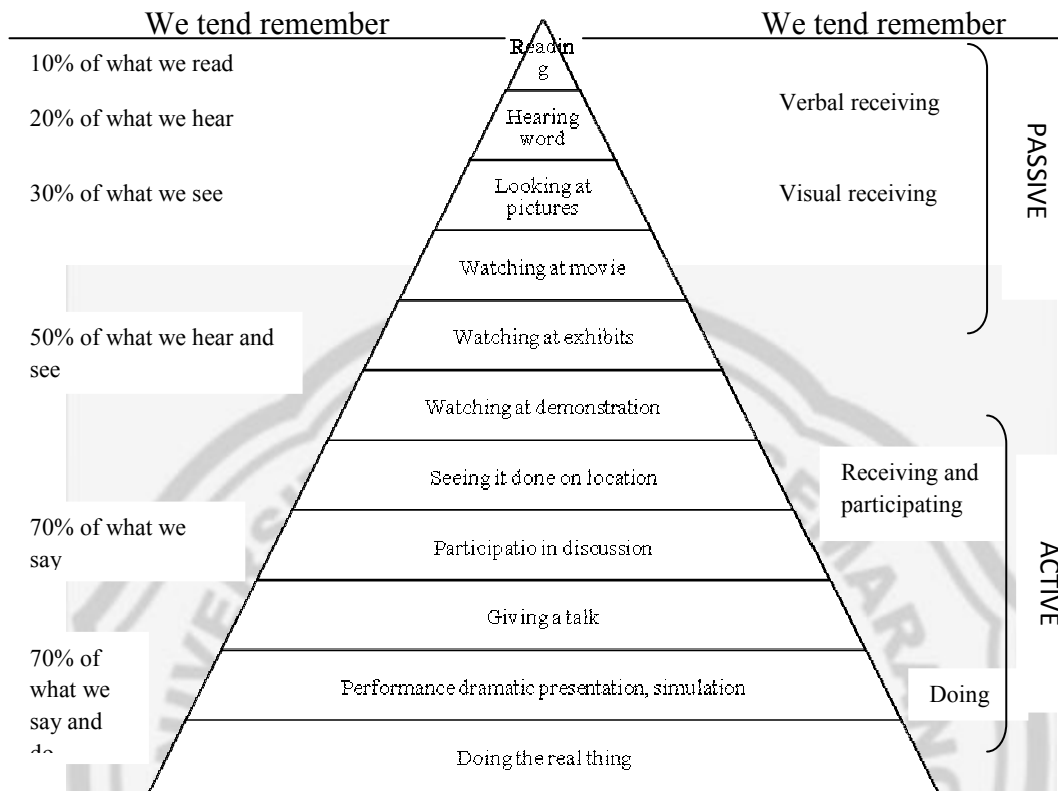 We tend remember
We tend remember
10% of what we read
20% of what we hear
30% of what we see
50% of what we hear and
see
70% of what we
say
70% of
what we
say and
do
Readin
g
Hearing
word
Looking at
pictures
Watching at movie
Watching at exhibits
Watching at demonstration
Seeing it done on location
Participatio in discussion
Giving a talk
Performance dramatic presentation, simulation
Doing the real thing
Verbal receiving
Visual receiving
Receiving and
participating
Doing
PASSIVE
ACTIVE
SEMARANG